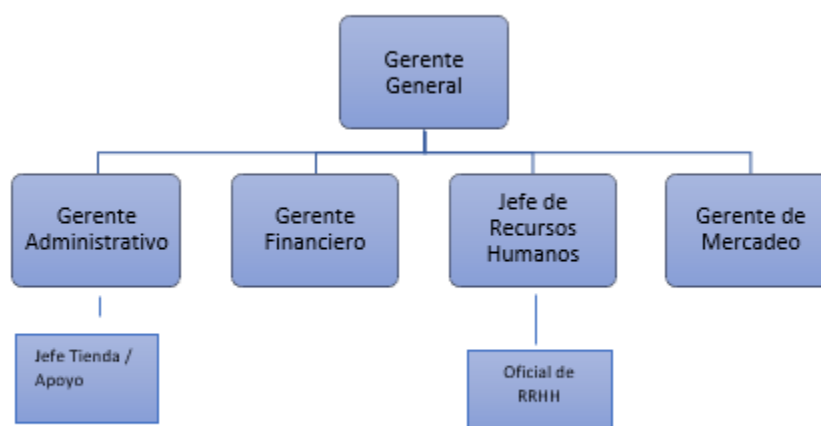 Gerente
General
Gerente
Administrativo
Gerente
Financiero
Jefe de
Recursos
Humanos
Gerente de
Mercadeo
Jefe Tienda /
Apoyo
Oficial de
RRHH